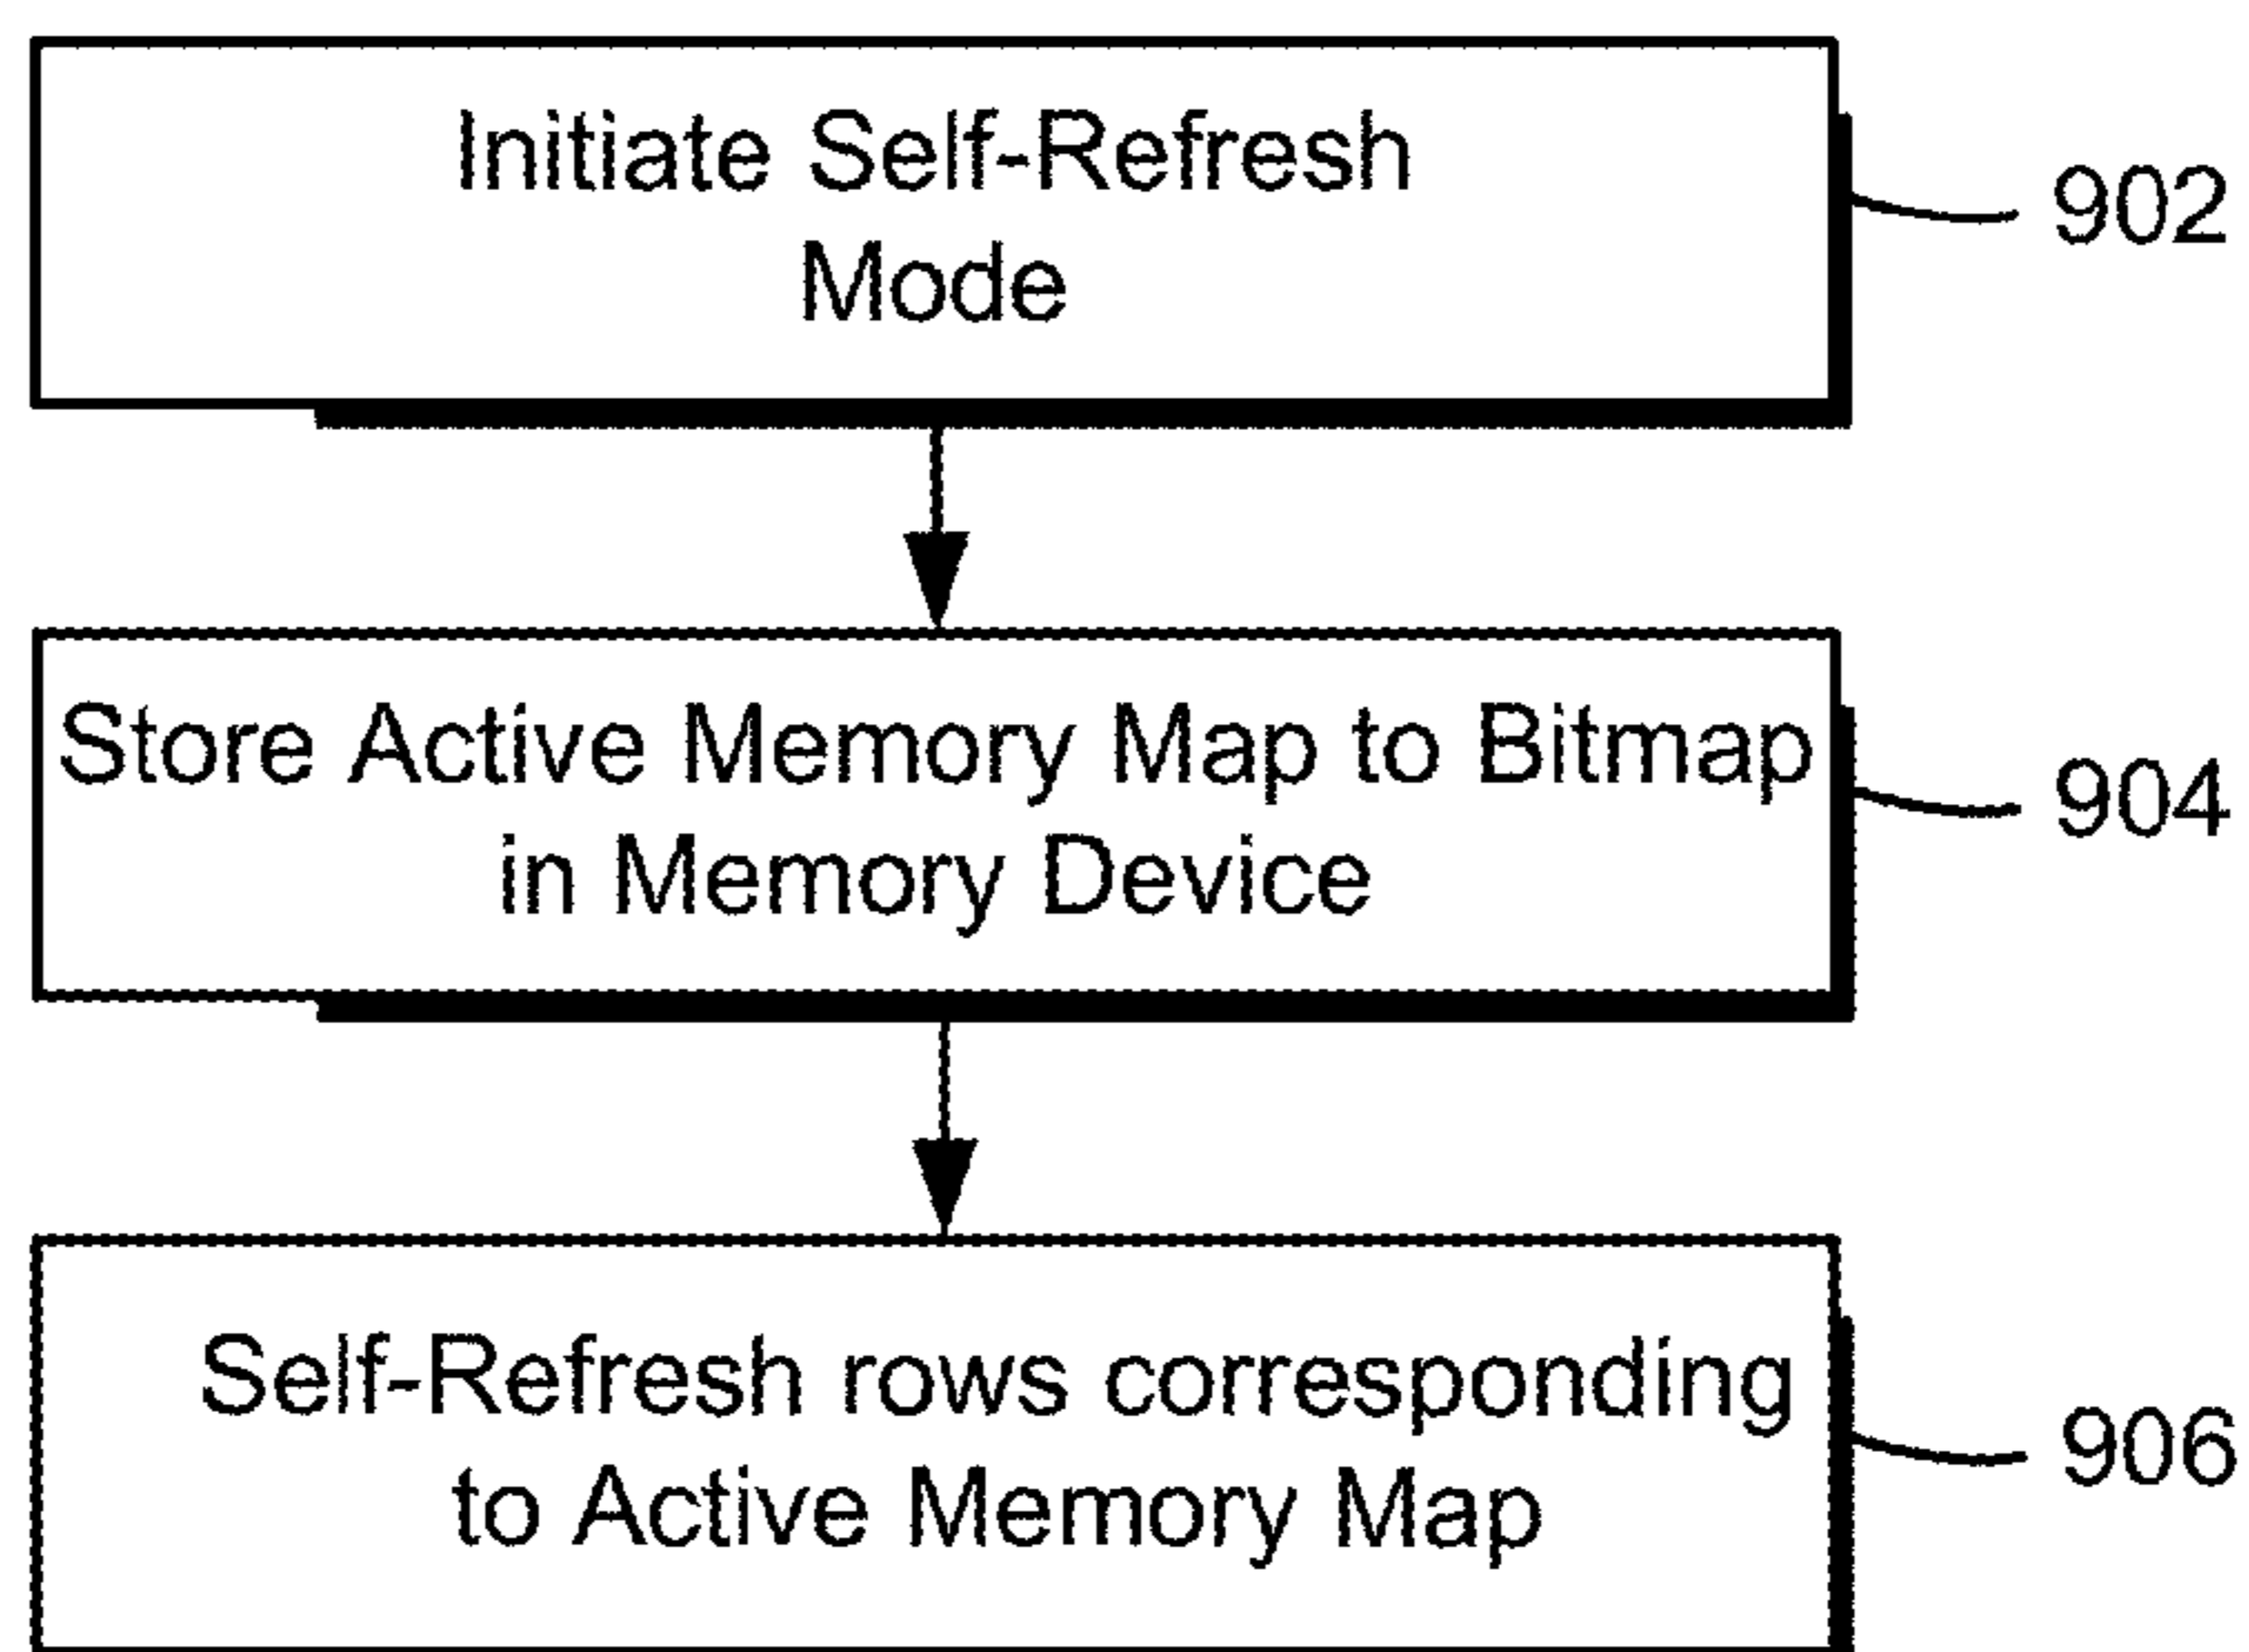 Initiate Self-Refresh
Mode
902
Store Active Memory Map to Bitmap
in Memory Device
904
Self-Refresh rows corresponding
to Active Memory Map
906